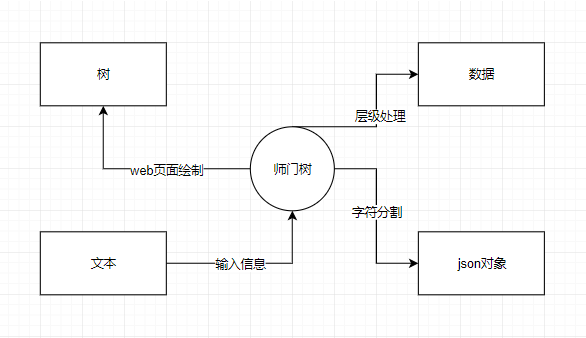 树
数据
层级处理
web页面绘制
师门树
字符分割
文本
输入信息
json对象